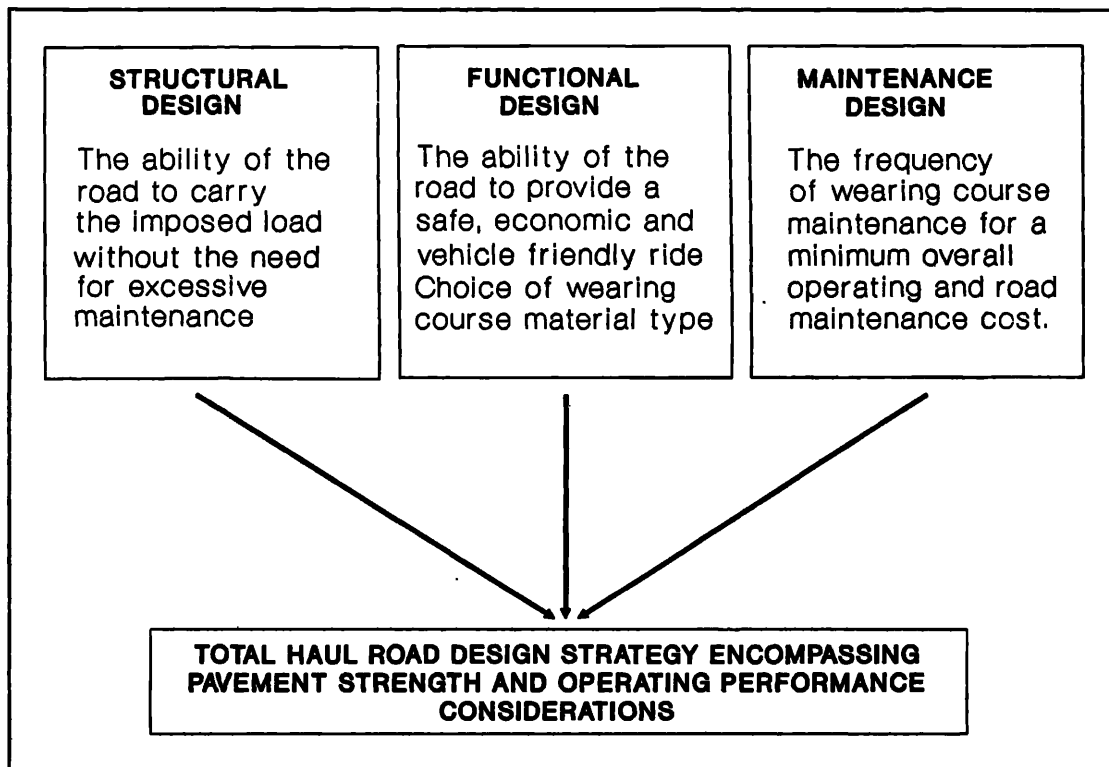 STRUCTURAL
DESIGN
The ability of the
road to carry
the imposed load
without the need
for excessive
maintenance
FUNCTIONAL
DESIGN
The ability of the
road to provide a
safe, economic and
vehicle friendly ride
Choice of wearing
course material type
MAINTENANCE
DESIGN
The frequency
of wearing course
maintenance for a
minimum overall
operating and road
maintenance cost.
TOTAL HAUL ROAD DESIGN STRATEGY ENCOMPASSING
PAVEMENT STRENGTH AND OPERATING PERFORMANCE
CONSIDERATIONS